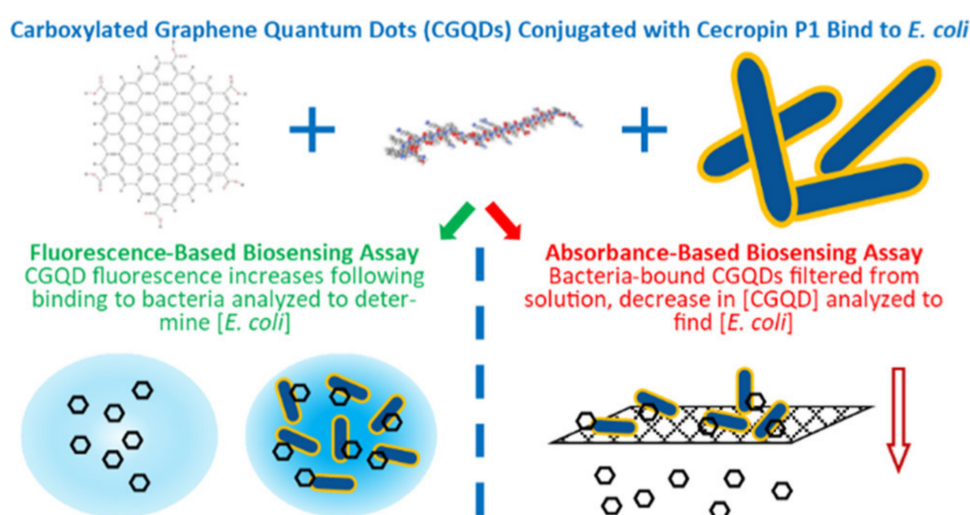 Carboxylated Graphene Quantum Dots (CGQDs) Conjugated with Cecropin P1 Bind to E. coli
Fluorescence-Based Biosensing Assay
CGQD fluorescence increases following
binding to bacteria analyzed to deter-
mine [E. coli]
Absorbance-Based Biosensing Assay
Bacteria-bound CGQDs filtered from
solution, decrease in [CGQD] analyzed to
find [E. coli]